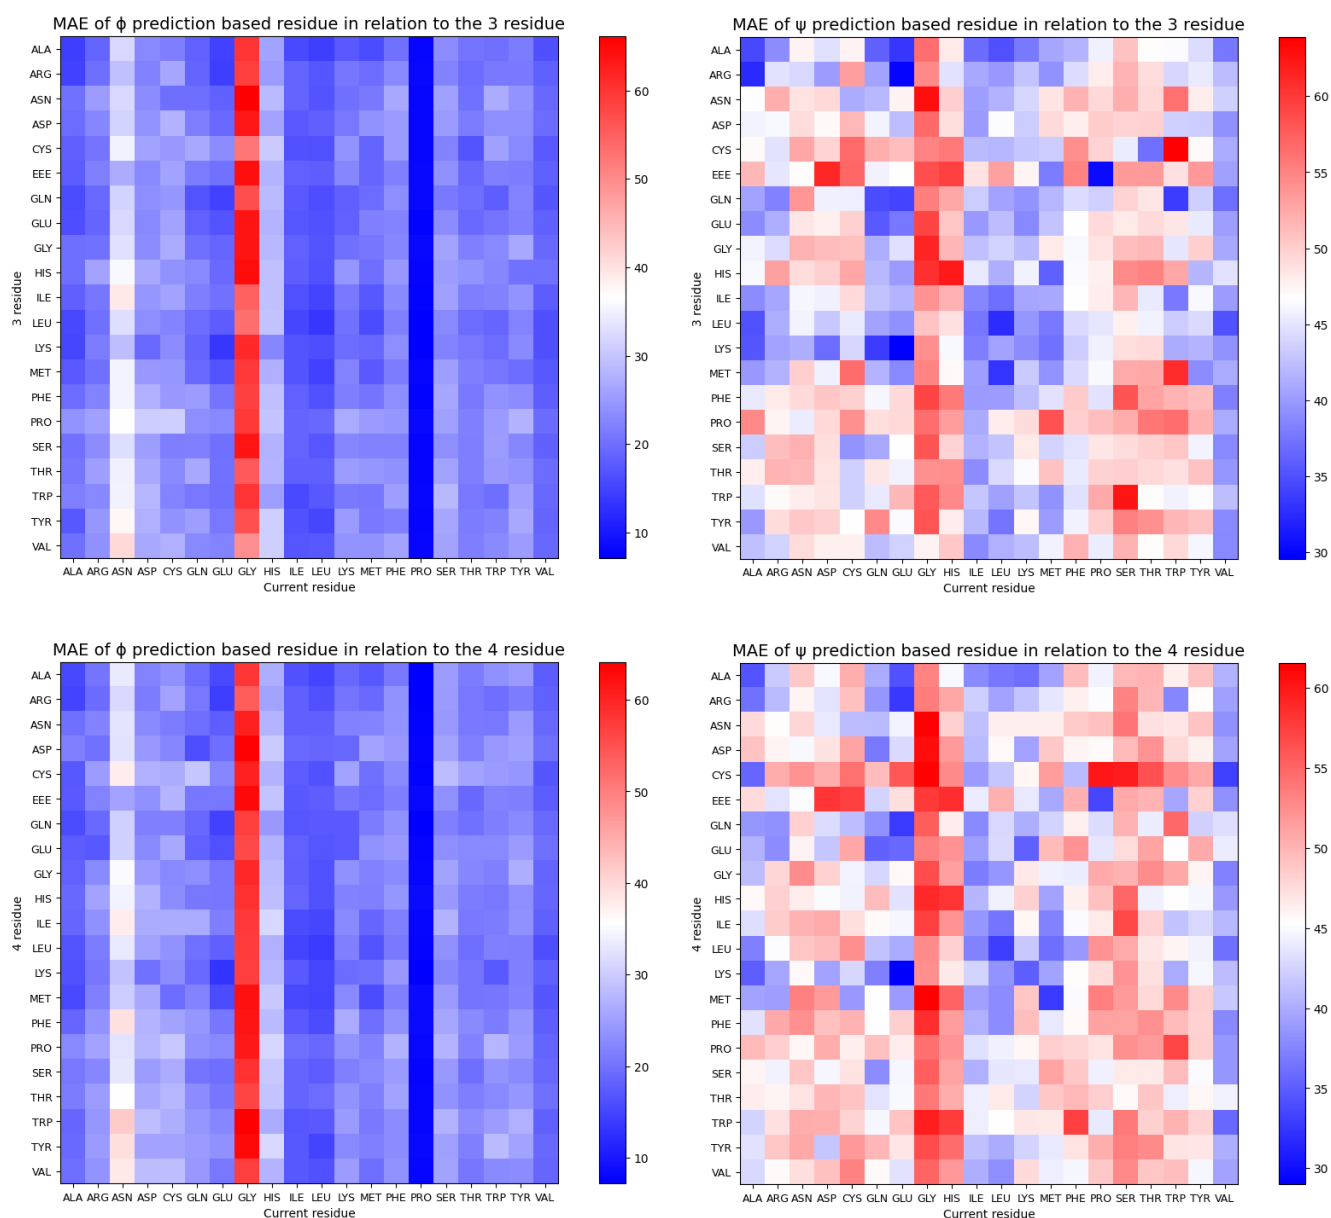 MAE of ϕ prediction based residue in relation to the 3 residue
ALA
ARG
ASN
ASP
CYS
EEE
GLN
GLU
GLY
HIS
ILE
LEU
LYS
MET
PHE
PRO
SER
THR
TRP
TYR
VAL
3 residue
ALA ARG ASN ASP CYS GLN GLU GLY HIS ILE LEU LYS MET PHE PRO SER THR TRP TYR VAL
Current residue
60
50
40
30
20
10
MAE of ψ prediction based residue in relation to the 3 residue
ALA
ARG
ASN
ASP
CYS
EEE
GLN
GLU
GLY
HIS
ILE
LEU
LYS
MET
PHE
PRO
SER
THR
TRP
TYR
VAL
3 residue
ALA ARG ASN ASP CYS GLN GLU GLY HIS ILE LEU LYS MET PHE PRO SER THR TRP TYR VAL
Current residue
60
55
50
45
40
35
30
MAE of ϕ prediction based residue in relation to the 4 residue
ALA
ARG
ASN
ASP
CYS
EEE
GLN
GLU
GLY
HIS
ILE
LEU
LYS
MET
PHE
PRO
SER
THR
TRP
TYR
VAL
4 residue
ALA ARG ASN ASP CYS GLN GLU GLY HIS ILE LEU LYS MET PHE PRO SER THR TRP TYR VAL
Current residue
60
50
40
30
20
10
MAE of ψ prediction based residue in relation to the 4 residue
ALA
ARG
ASN
ASP
CYS
EEE
GLN
GLU
GLY
HIS
ILE
LEU
LYS
MET
PHE
PRO
SER
THR
TRP
TYR
VAL
4 residue
ALA ARG ASN ASP CYS GLN GLU GLY HIS ILE LEU LYS MET PHE PRO SER THR TRP TYR VAL
Current residue
60
55
50
45
40
35
30